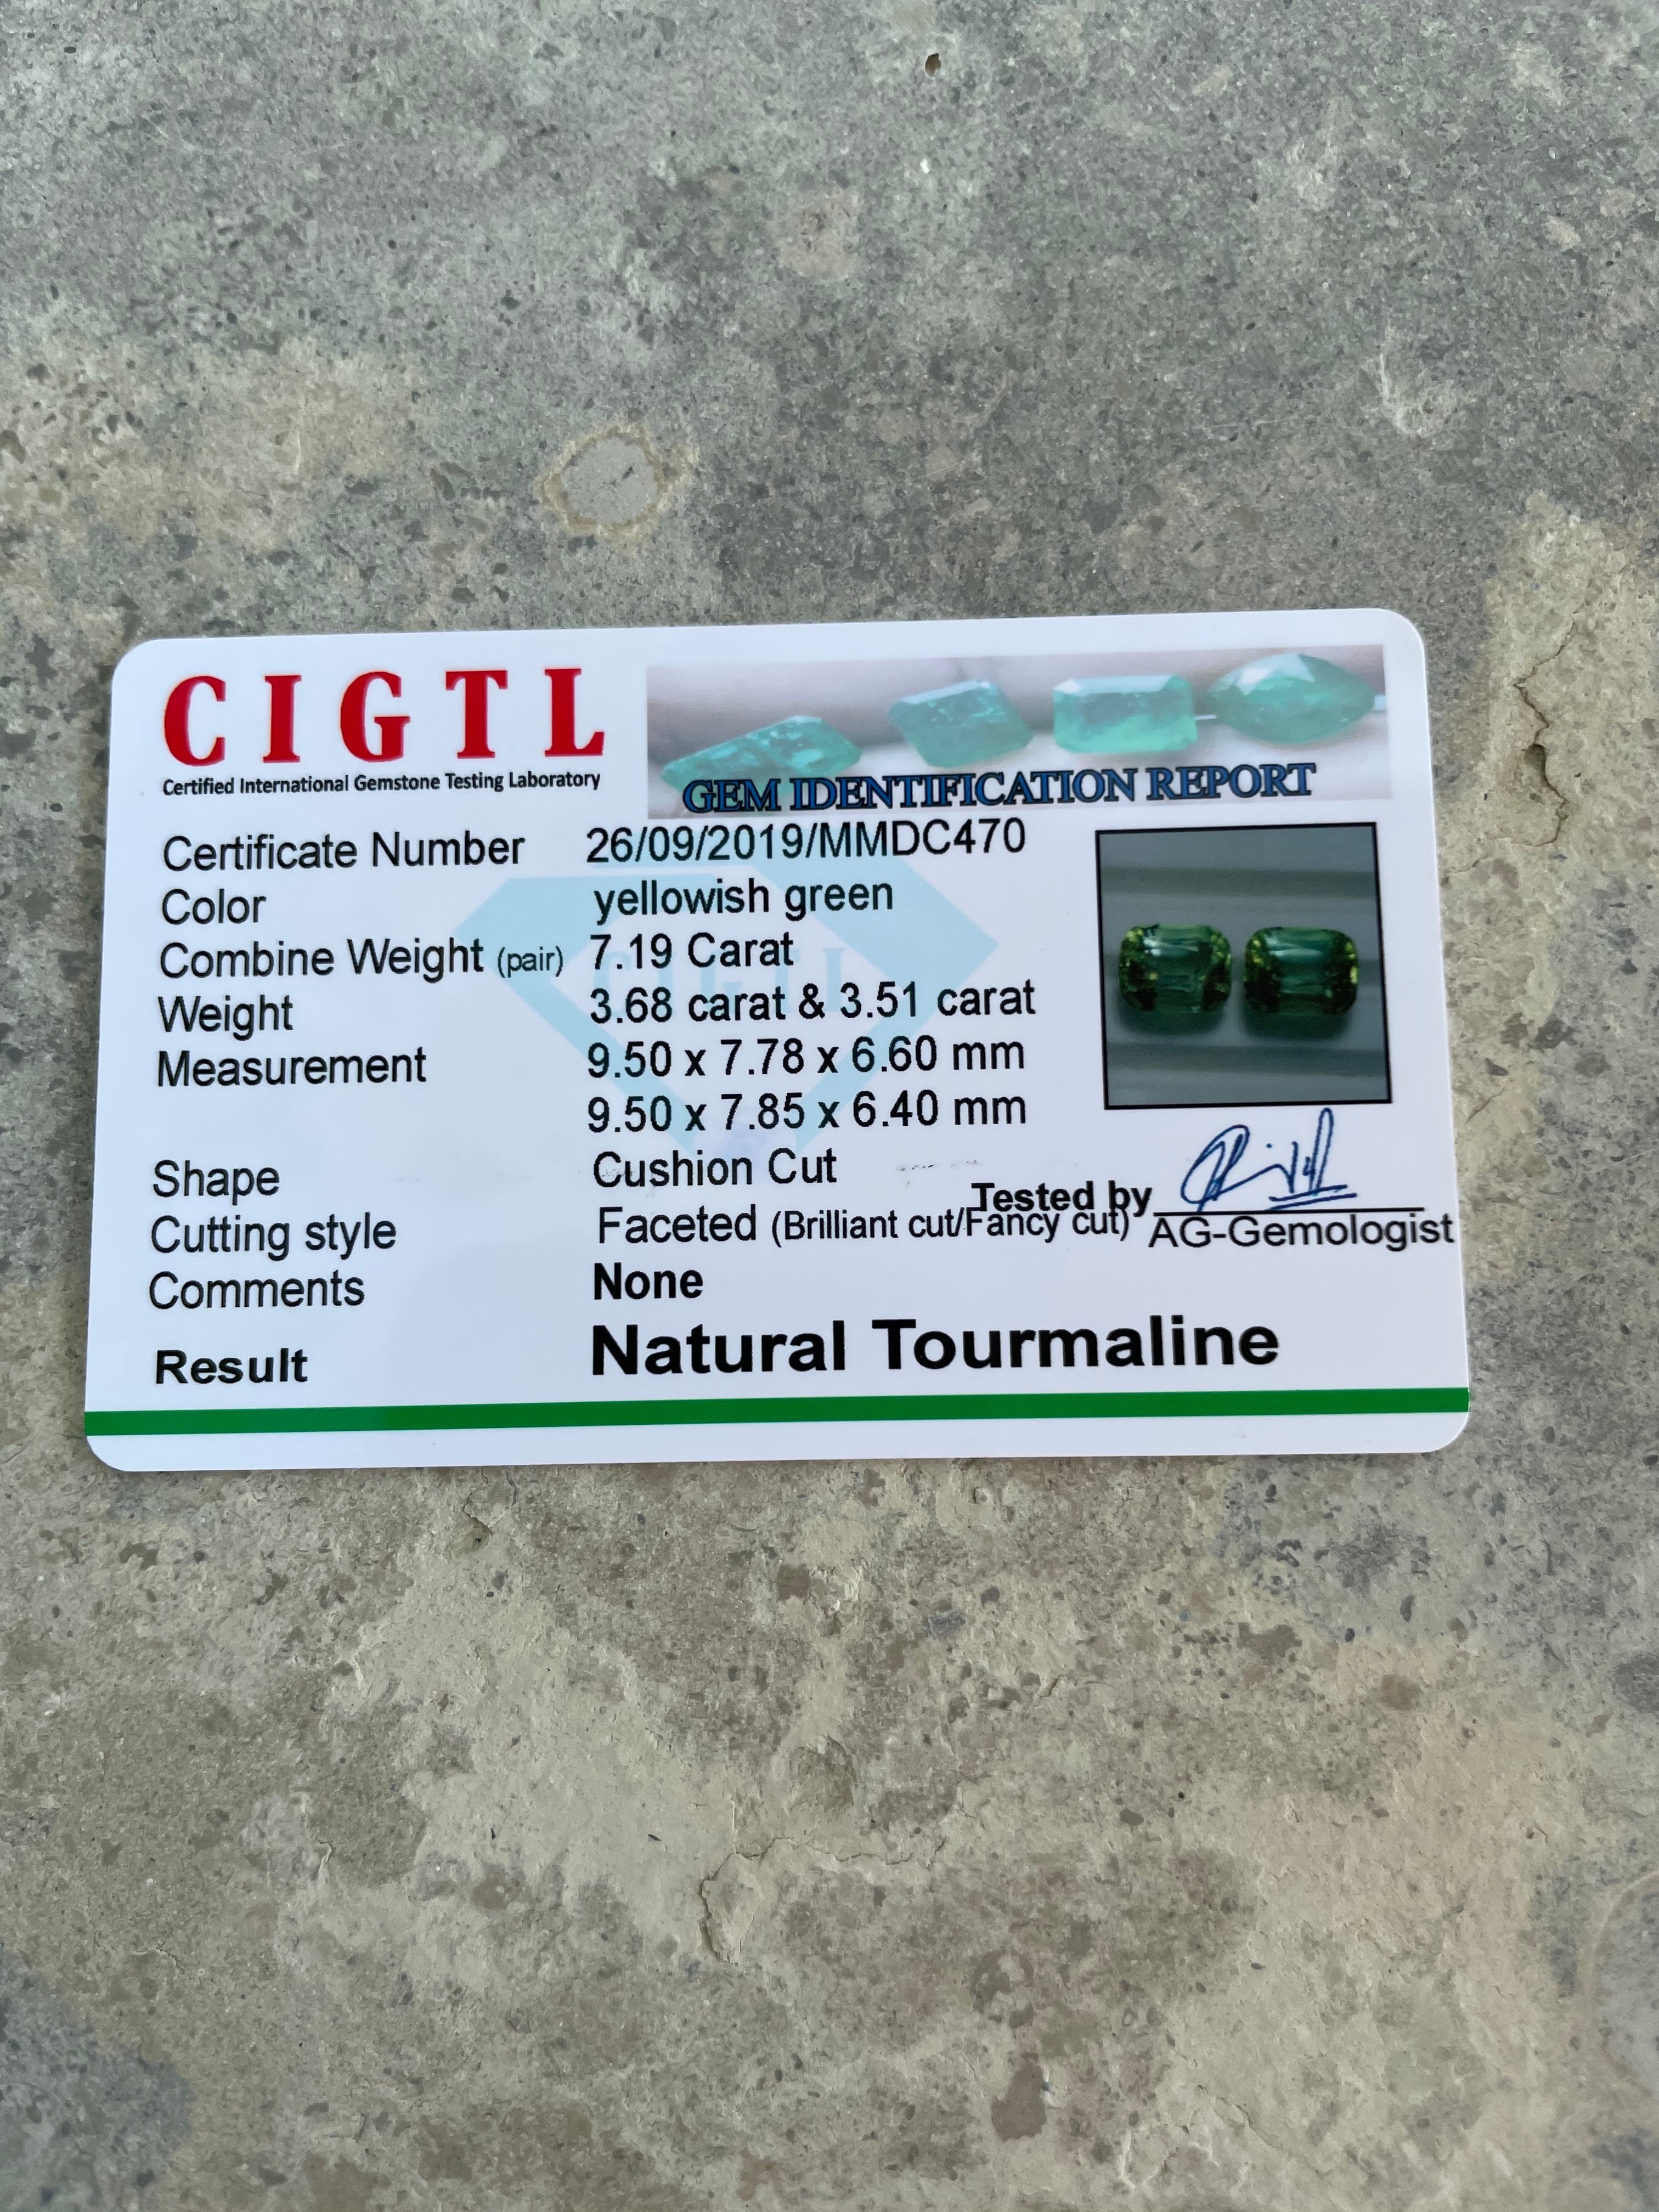 CIGTL
Certified International Gemstone Testing Laboratory
GEM IDENTIFICATION REPORT
Certificate Number 26/09/2019/MMDC470
Color yellowish green
Combine Weight (pair) 7.19 Carat
Weight 3.68 carat & 3.51 carat
Measurement 9.50 x 7.78 x 6.60 mm
9.50 x 7.85 x 6.40 mm
Shape Cushion Cut
Tested by
Cutting style Faceted (Brilliant cut/Fancy cut) AG-Gemologist
Comments None
Result Natural Tourmaline
CIGTL